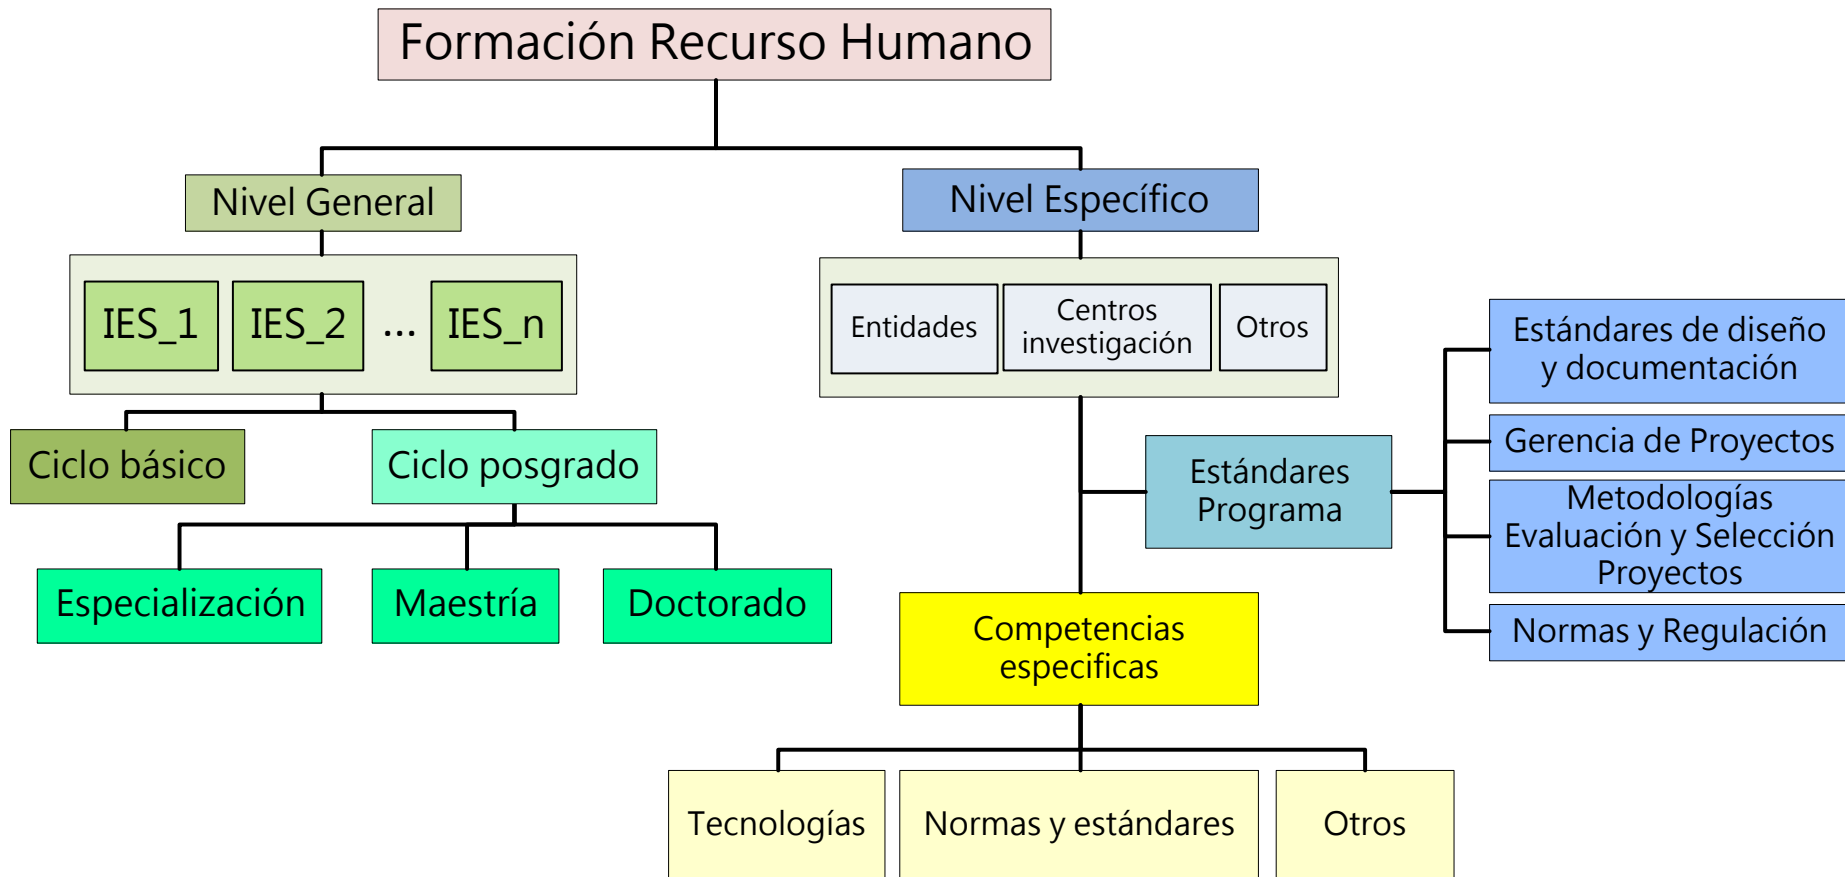 Formación Recurso Humano
Nivel General
Nivel Específico
IES_1
IES_2
...
IES_n
Entidades
Centros
investigación
Otros
Ciclo básico
Ciclo posgrado
Especialización
Maestría
Doctorado
Estándares
Programa
Estándares de diseño
y documentación
Gerencia de Proyectos
Metodologías
Evaluación y Selección
Proyectos
Normas y Regulación
Competencias
especificas
Tecnologías
Normas y estándares
Otros